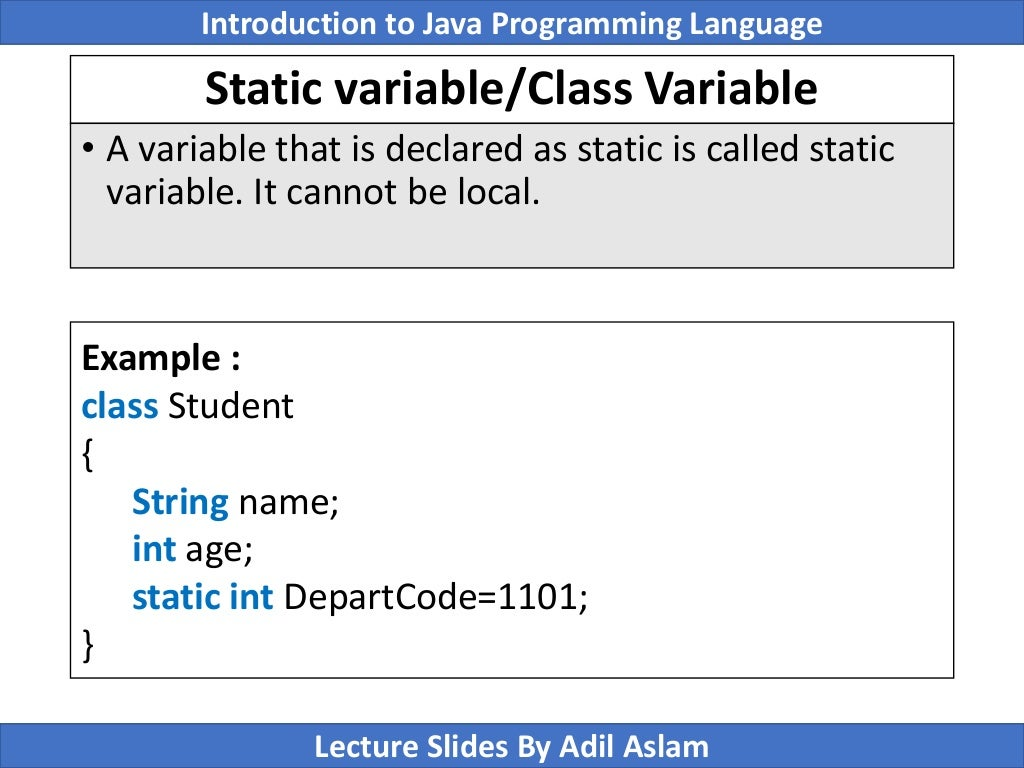 Introduction to Java Programming Language
Static variable/Class Variable
• A variable that is declared as static is called static
variable. It cannot be local.
Example :
class Student
{
String name;
int age;
static int DepartCode=1101;
}
Lecture Slides By Adil Aslam